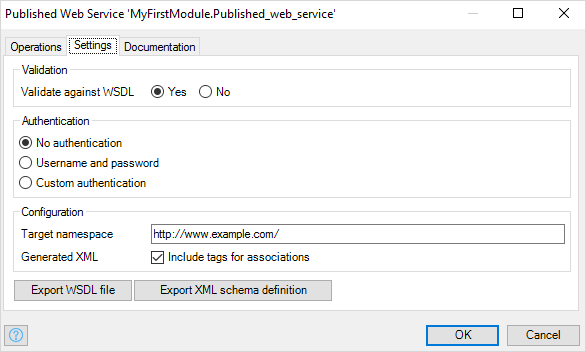 Published Web Service 'MyFirstModule.Published_web_service'
Operations Settings Documentation
Validation
Validate against WSDL Yes No
Authentication
No authentication
Username and password
Custom authentication
Configuration
Target namespace http://www.example.com/
Generated XML Include tags for associations
Export WSDL file Export XML schema definition
? OK Cancel